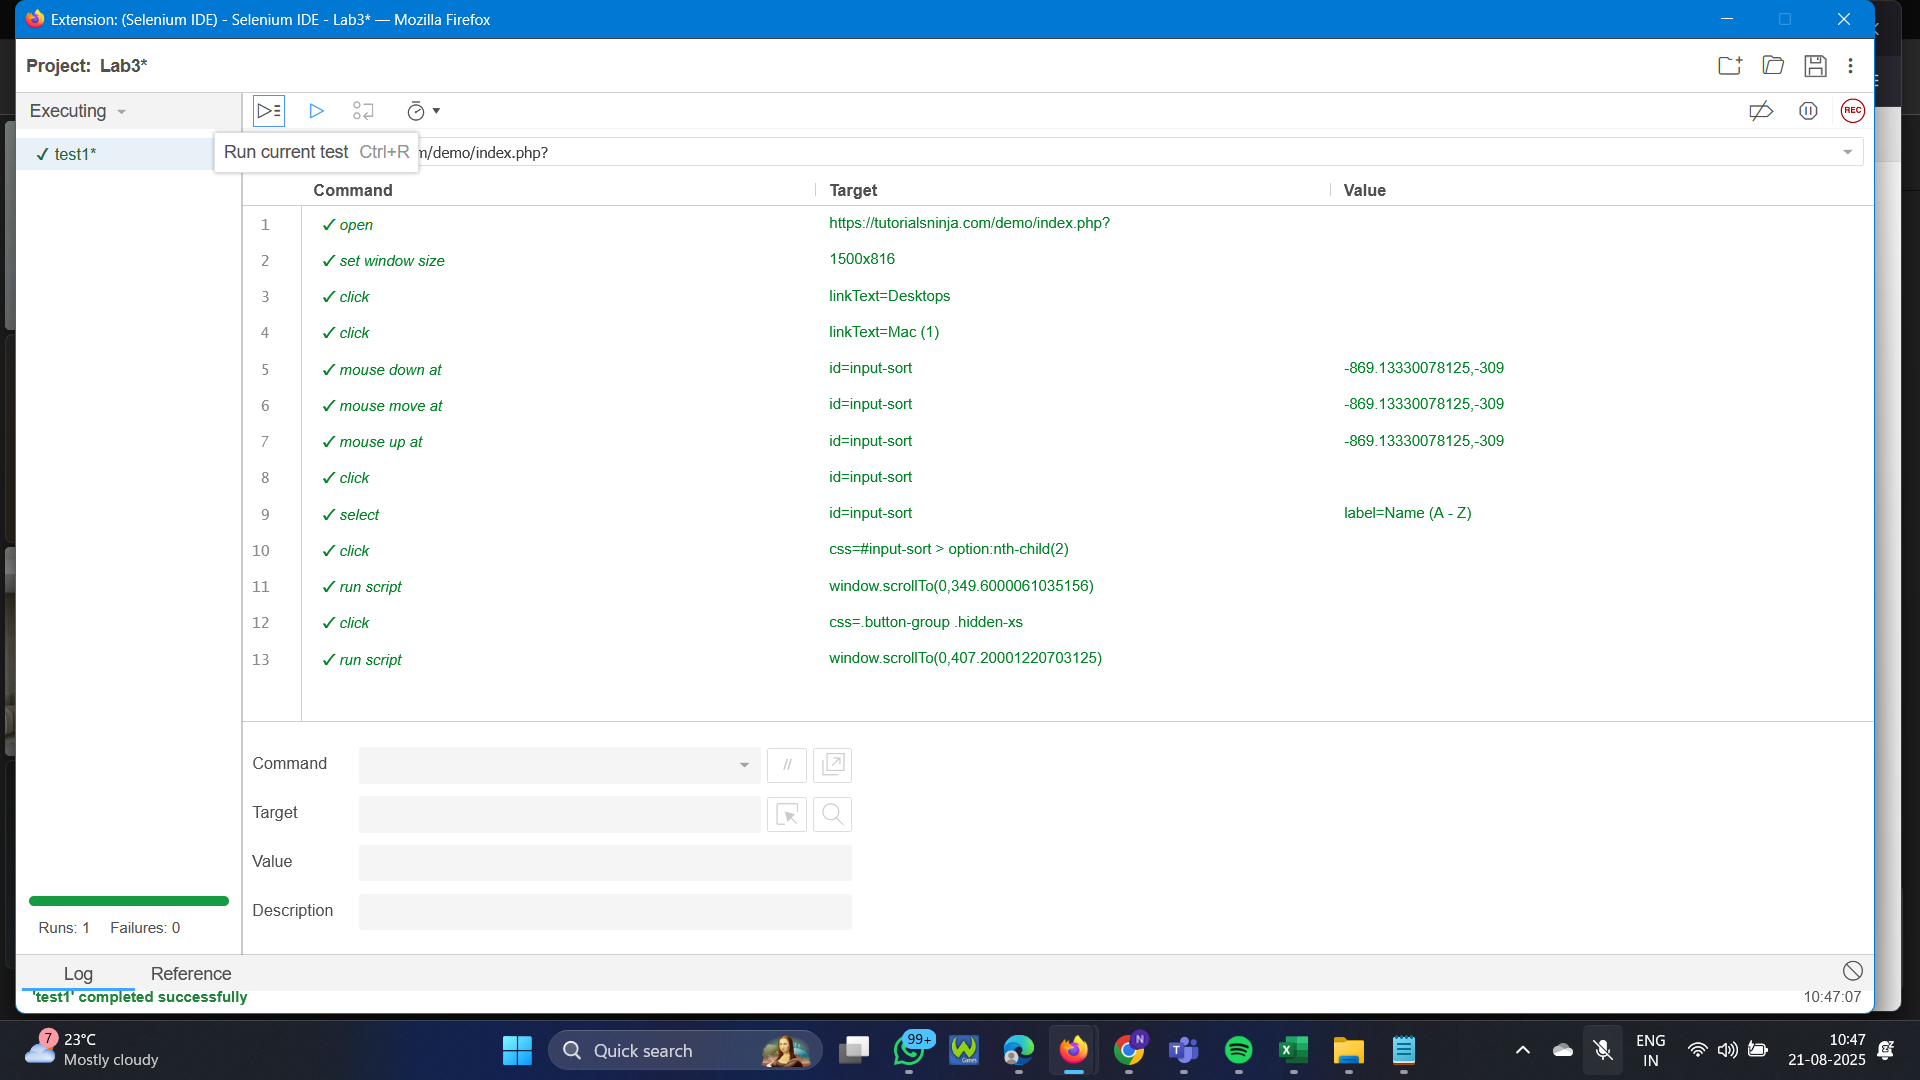 Extension: (Selenium IDE) - Selenium IDE - Lab3* — Mozilla Firefox
Project: Lab3*
Executing
REC
✓ test1*
Run current test Ctrl+R
m/demo/index.php?
Command Target Value
1 ✓ open https://tutorialsninja.com/demo/index.php?
2 ✓ set window size 1500x816
3 ✓ click linkText=Desktops
4 ✓ click linkText=Mac (1)
5 ✓ mouse down at id=input-sort -869.13330078125,-309
6 ✓ mouse move at id=input-sort -869.13330078125,-309
7 ✓ mouse up at id=input-sort -869.13330078125,-309
8 ✓ click id=input-sort
9 ✓ select id=input-sort label=Name (A - Z)
10 ✓ click css=#input-sort > option:nth-child(2)
11 ✓ run script window.scrollTo(0,349.6000061035156)
12 ✓ click css=.button-group .hidden-xs
13 ✓ run script window.scrollTo(0,407.20001220703125)
Command //
Target
Value
Description
Runs: 1 Failures: 0
Log Reference
'test1' completed successfully 10:47:07
7 23°C
Mostly cloudy
Quick search
99+
N
ENG
IN
10:47
21-08-2025